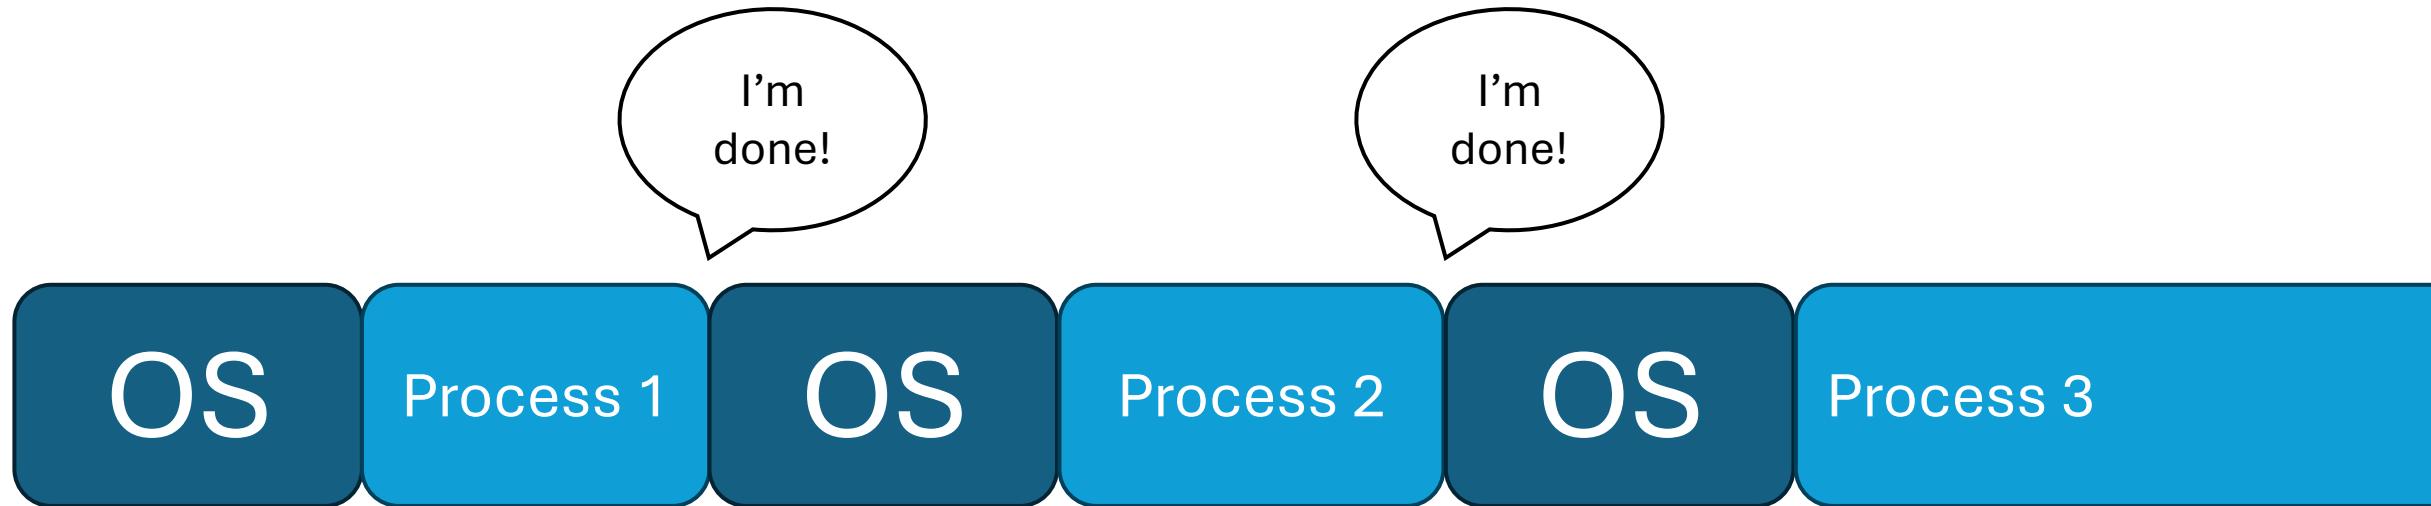 I’m
done!
I’m
done!
OS
Process 1
OS
Process 2
OS
Process 3